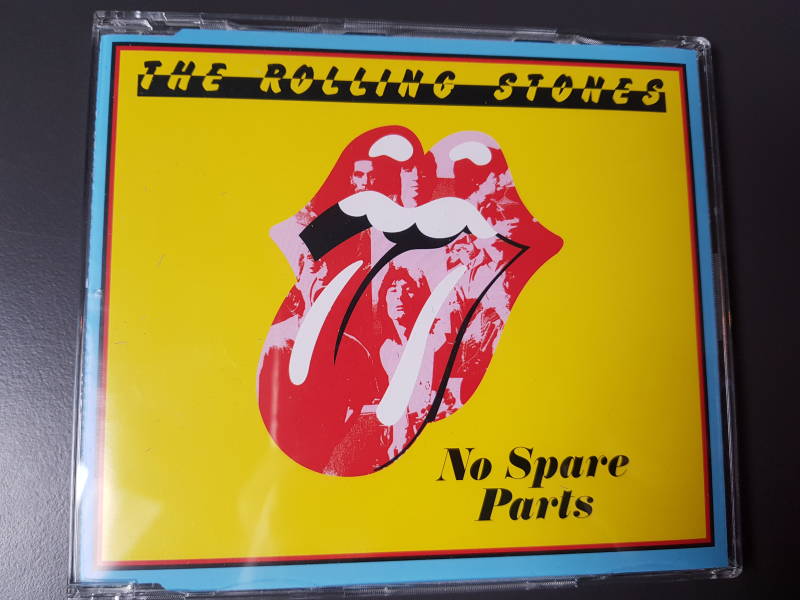 THE ROLLING STONES
No Spare
Parts